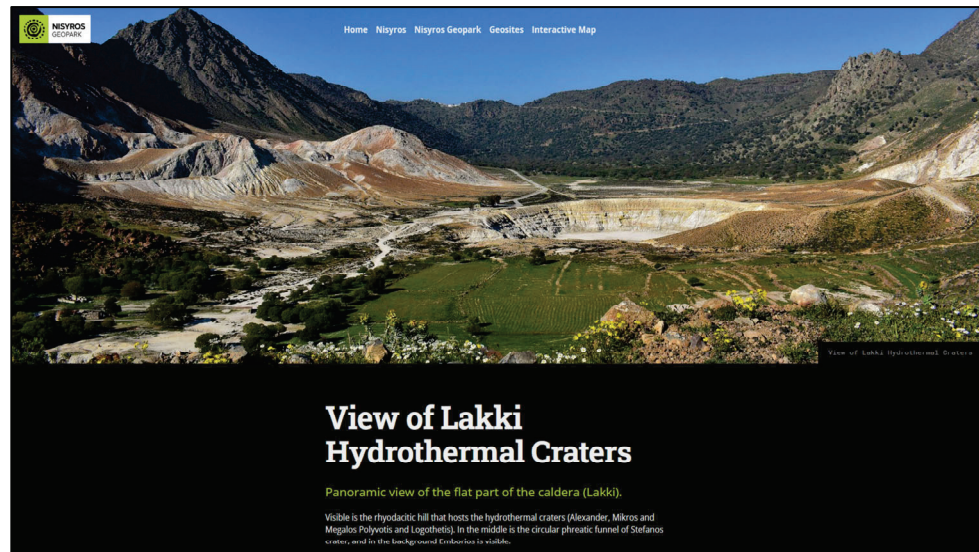 NISYROS
GEOPARK
Home Nisyros Nisyros Geopark Geosites Interactive Map
View of Lakki Hydrothermal Craters
View of Lakki
Hydrothermal Craters
Panoramic view of the flat part of the caldera (Lakki).
Visible is the rhyodacitic hill that hosts the hydrothermal craters (Alexander, Mikros and
Megalos Polyvotis and Logothetis). In the middle is the circular phreatic funnel of Stefanos
crater, and in the background Emborios is visible.